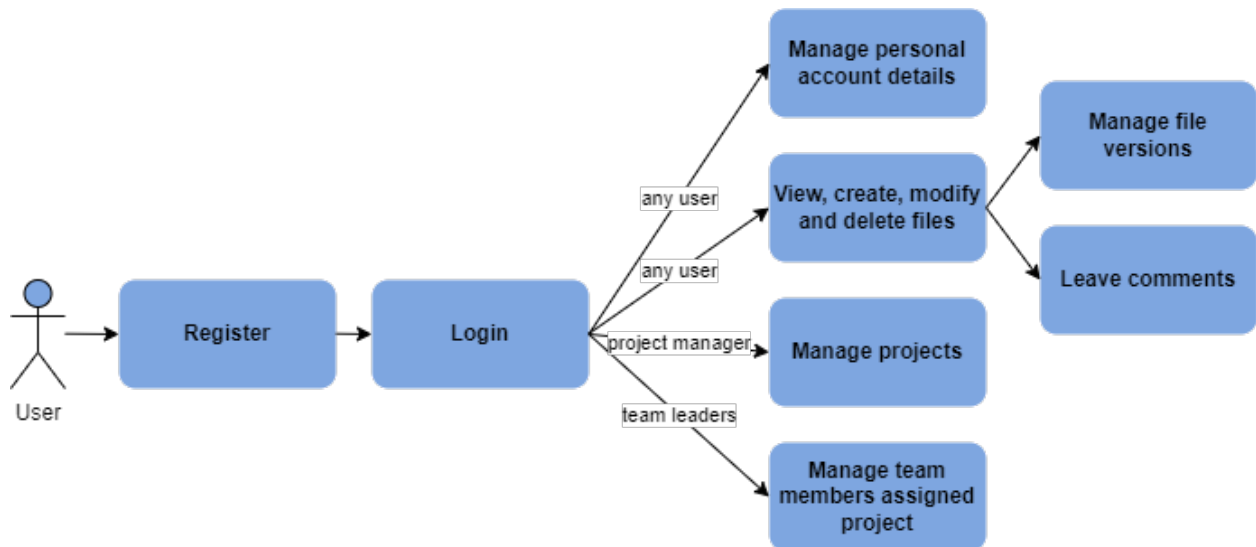 User
Register
Login
any user
any user
project manager
team leaders
Manage personal
account details
View, create, modify
and delete files
Manage projects
Manage team
members assigned
project
Manage file
versions
Leave comments